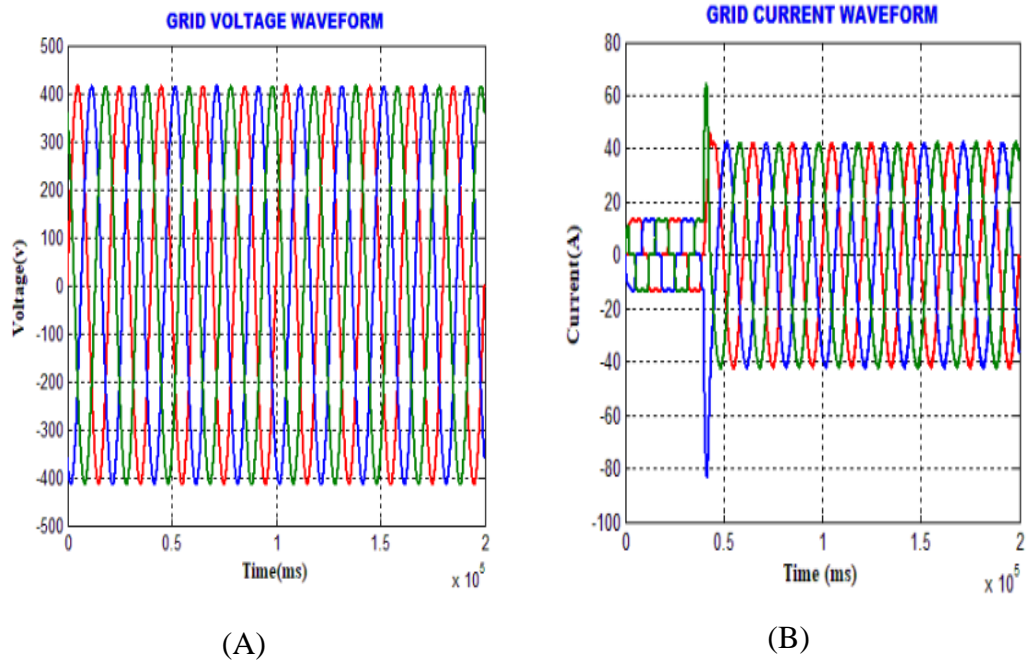 GRID VOLTAGE WAVEFORM
500
400
300
200
100
0
-100
-200
-300
-400
-500
Voltage(v)
0 0.5 1 1.5 2
Time(ms)
x 10^5
(A)
GRID CURRENT WAVEFORM
80
60
40
20
0
-20
-40
-60
-80
-100
Current(A)
0 0.5 1 1.5 2
Time (ms)
x 10^5
(B)